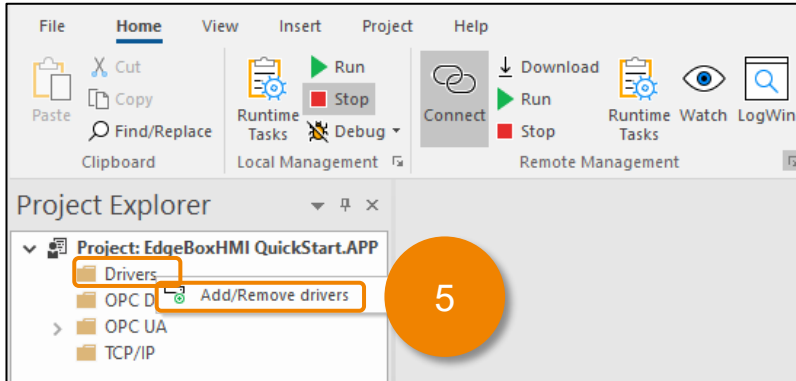 File Home View Insert Project Help
Paste
Cut
Copy
Find/Replace
Clipboard
Runtime
Tasks
Run
Stop
Debug
Local Management
Connect
Download
Run
Stop
Runtime
Tasks
Watch
LogWin
Remote Management
Project Explorer
Project: EdgeBoxHMI QuickStart.APP
Drivers
OPC D
Add/Remove drivers
OPC UA
TCP/IP
5